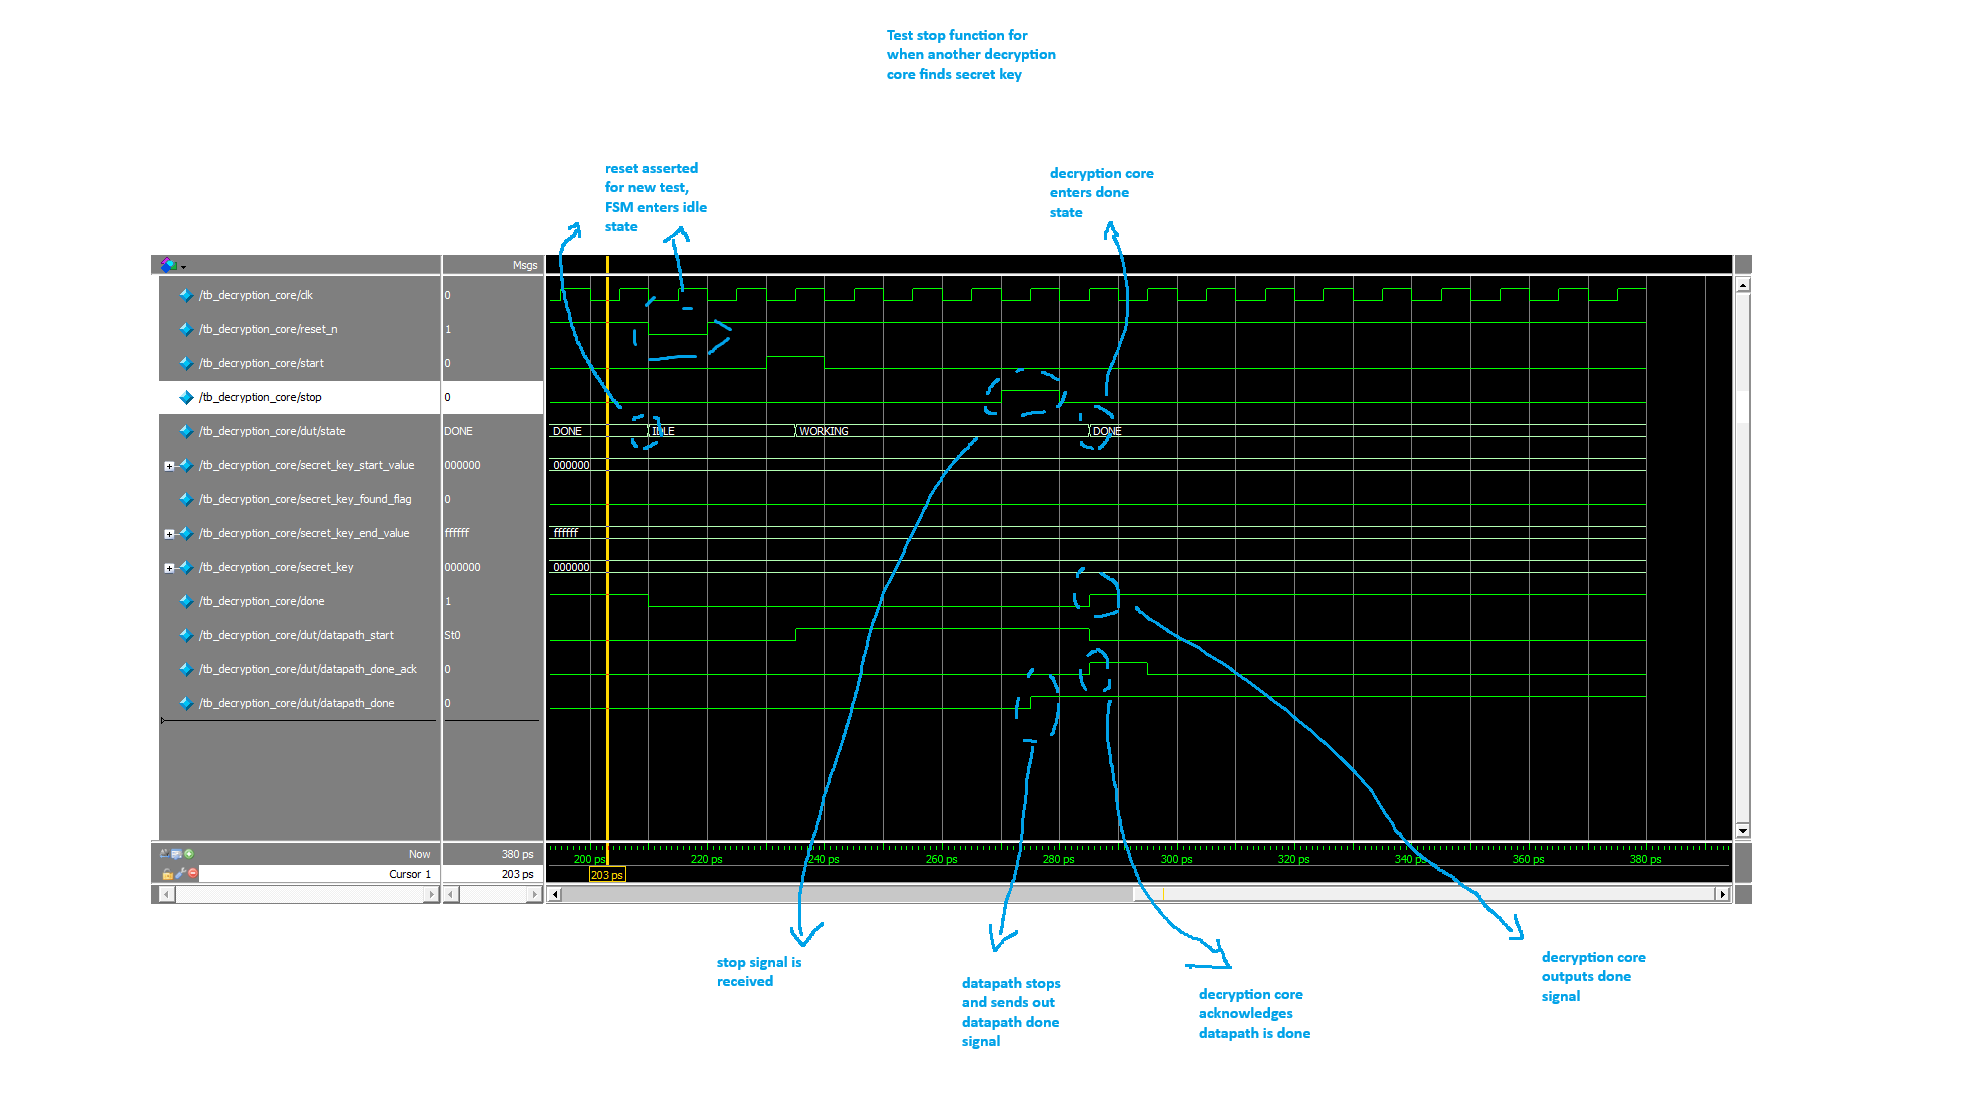 Test stop function for
when another decryption
core finds secret key
reset asserted
for new test,
FSM enters idle
state
decryption core
enters done
state
Msgs
/tb_decryption_core/clk 0
/tb_decryption_core/reset_n 1
/tb_decryption_core/start 0
/tb_decryption_core/stop 0
/tb_decryption_core/dut/state DONE DONE IDLE WORKING DONE
/tb_decryption_core/secret_key_start_value 000000 000000
/tb_decryption_core/secret_key_found_flag 0
/tb_decryption_core/secret_key_end_value ffffff ffffff
/tb_decryption_core/secret_key 000000 000000
/tb_decryption_core/done 1
/tb_decryption_core/dut/datapath_start St0
/tb_decryption_core/dut/datapath_done_ack 0
/tb_decryption_core/dut/datapath_done 0
Now 380 ps 200 ps 220 ps 240 ps 260 ps 280 ps 300 ps 320 ps 340 ps 360 ps 380 ps
Cursor 1 203 ps 203 ps
stop signal is
received
datapath stops
and sends out
datapath done
signal
decryption core
acknowledges
datapath is done
decryption core
outputs done
signal